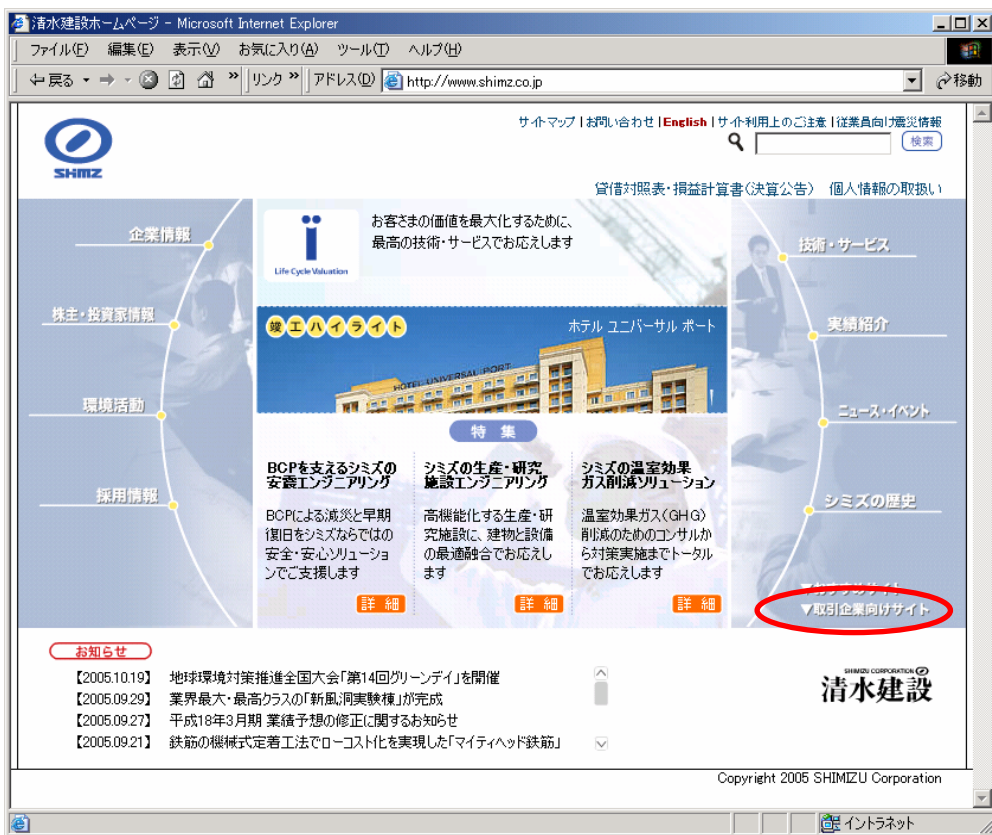 清水建設ホームページ - Microsoft Internet Explorer
ファイル(F) 編集(E) 表示(V) お気に入り(A) ツール(T) ヘルプ(H)
戻る リンク アドレス(D) http://www.shimz.co.jp 移動
サイトマップ | お問い合わせ | English | サイト利用上のご注意 | 従業員向け震災情報
検索
SHIMZ
貸借対照表・損益計算書(決算公告) 個人情報の取扱い
企業情報
株主・投資家情報
環境活動
採用情報
Life Cycle Valuation
お客さまの価値を最大化するために、
最高の技術・サービスでお応えします
竣工ハイライト
ホテル ユニバーサル ポート
HOTEL UNIVERSAL PORT
特 集
BCPを支えるシミズの
安震エンジニアリング
BCPによる減災と早期
復旧をシミズならではの
安全・安心ソリューショ
ンでご支援します
詳 細
シミズの生産・研究
施設エンジニアリング
高機能化する生産・研
究施設に、建物と設備
の最適融合でお応えし
ます
詳 細
シミズの温室効果
ガス削減ソリューション
温室効果ガス(GHG)
削減のためのコンサルか
ら対策実施までトータル
でお応えします
詳 細
技術・サービス
実績紹介
ニュース・イベント
シミズの歴史
▼おすすめサイト
▼取引企業向けサイト
お知らせ
【2005.10.19】 地球環境対策推進全国大会「第14回グリーンデイ」を開催
【2005.09.29】 業界最大・最高クラスの「新風洞実験棟」が完成
【2005.09.27】 平成18年3月期 業績予想の修正に関するお知らせ
【2005.09.21】 鉄筋の機械式定着工法でローコスト化を実現した「マイティヘッド鉄筋」
SHIMIZU CORPORATION
清水建設
Copyright 2005 SHIMIZU Corporation
イントラネット